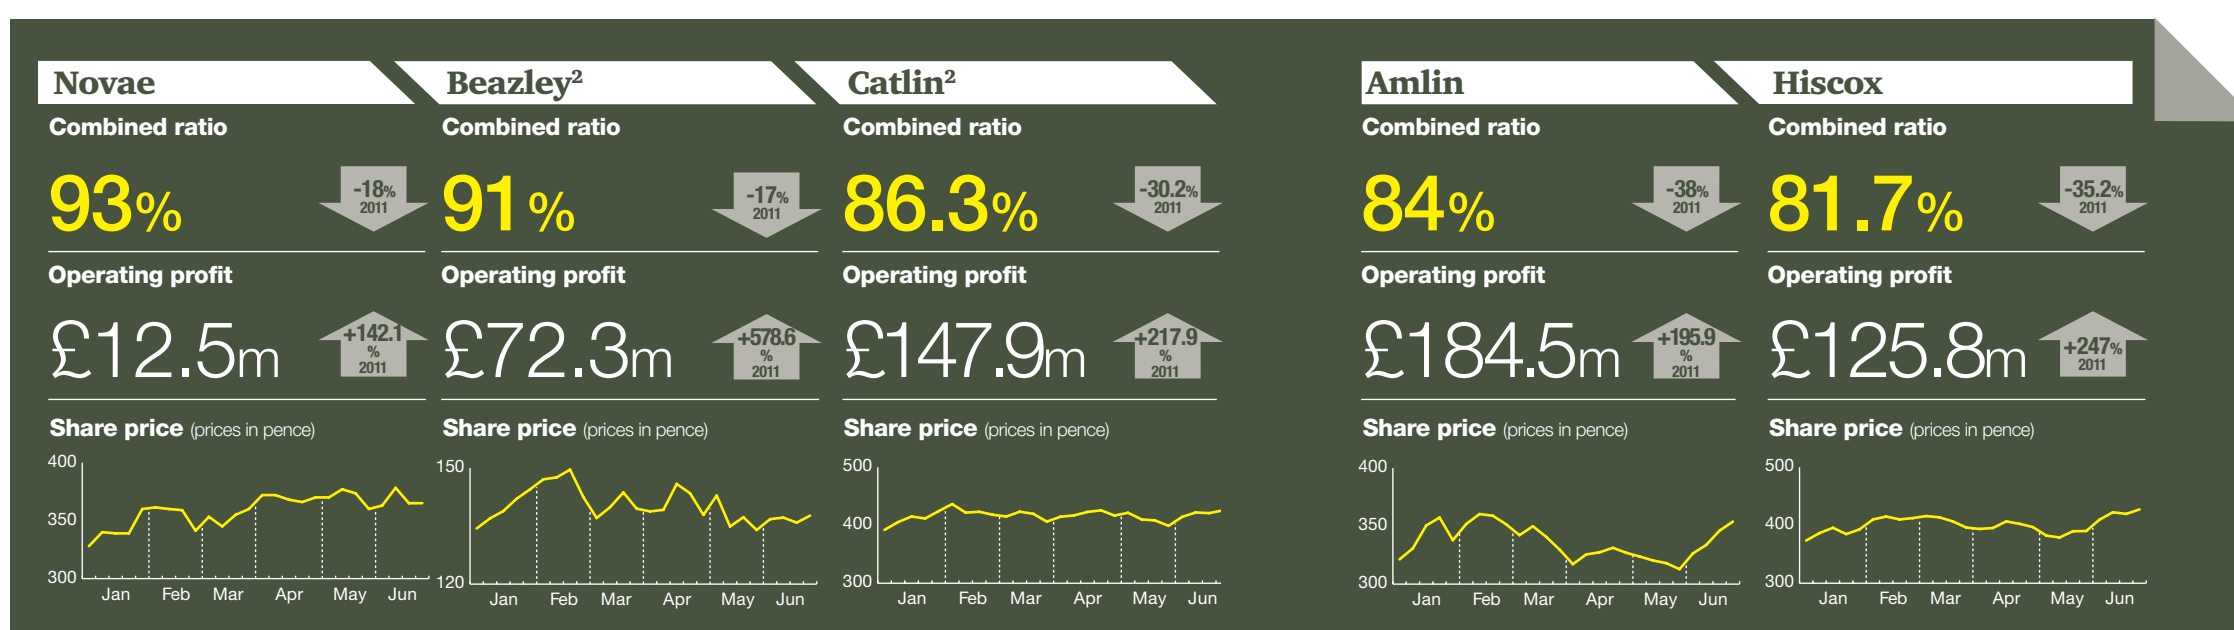 Novae
Combined ratio
93%
-18%
2011
Operating profit
£12.5m
+142.1
%
2011
Share price (prices in pence)
400
350
300
Jan Feb Mar Apr May Jun
Beazley²
Combined ratio
91%
-17%
2011
Operating profit
£72.3m
+578.6
%
2011
Share price (prices in pence)
150
120
Jan Feb Mar Apr May Jun
Catlin²
Combined ratio
86.3%
-30.2%
2011
Operating profit
£147.9m
+217.9
%
2011
Share price (prices in pence)
500
400
300
Jan Feb Mar Apr May Jun
Amlin
Combined ratio
84%
-38%
2011
Operating profit
£184.5m
+195.9
%
2011
Share price (prices in pence)
400
350
300
Jan Feb Mar Apr May Jun
Hiscox
Combined ratio
81.7%
-35.2%
2011
Operating profit
£125.8m
+247%
2011
Share price (prices in pence)
500
400
300
Jan Feb Mar Apr May Jun